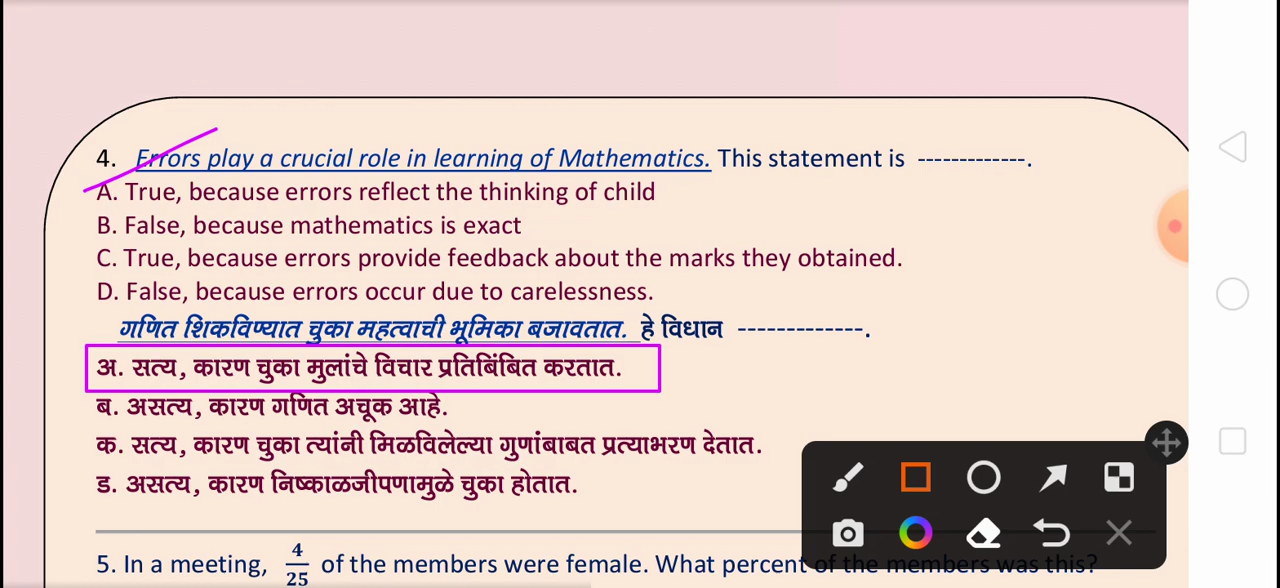 4. Errors play a crucial role in learning of Mathematics. This statement is -------------.
A. True, because errors reflect the thinking of child
B. False, because mathematics is exact
C. True, because errors provide feedback about the marks they obtained.
D. False, because errors occur due to carelessness.
गणित शिकविण्यात चुका महत्वाची भूमिका बजावतात. हे विधान -------------.
अ. सत्य, कारण चुका मुलांचे विचार प्रतिबिंबित करतात.
ब. असत्य, कारण गणित अचूक आहे.
क. सत्य, कारण चुका त्यांनी मिळविलेल्या गुणांबाबत प्रत्याभरण देतात.
ड. असत्य, कारण निष्काळजीपणामुळे चुका होतात.
5. In a meeting, 4/25 of the members were female. What percent of the members was this?